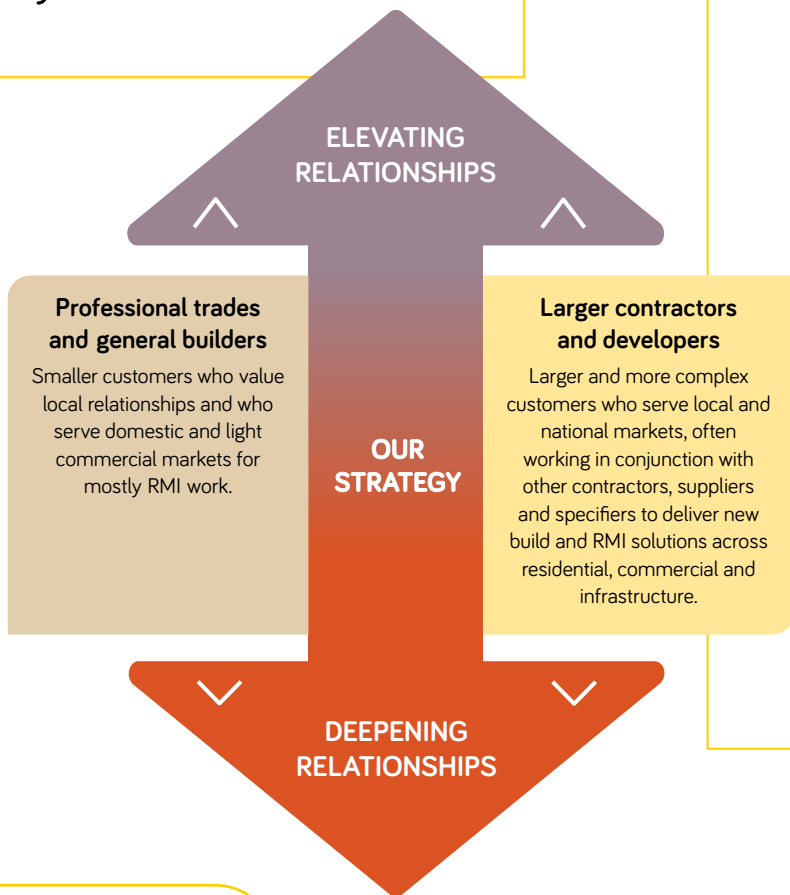 ELEVATING
RELATIONSHIPS
Professional trades
and general builders
Smaller customers who value
local relationships and who
serve domestic and light
commercial markets for
mostly RMI work.
OUR
STRATEGY
Larger contractors
and developers
Larger and more complex
customers who serve local and
national markets, often
working in conjunction with
other contractors, suppliers
and specifiers to deliver new
build and RMI solutions across
residential, commercial and
infrastructure.
DEEPENING
RELATIONSHIPS